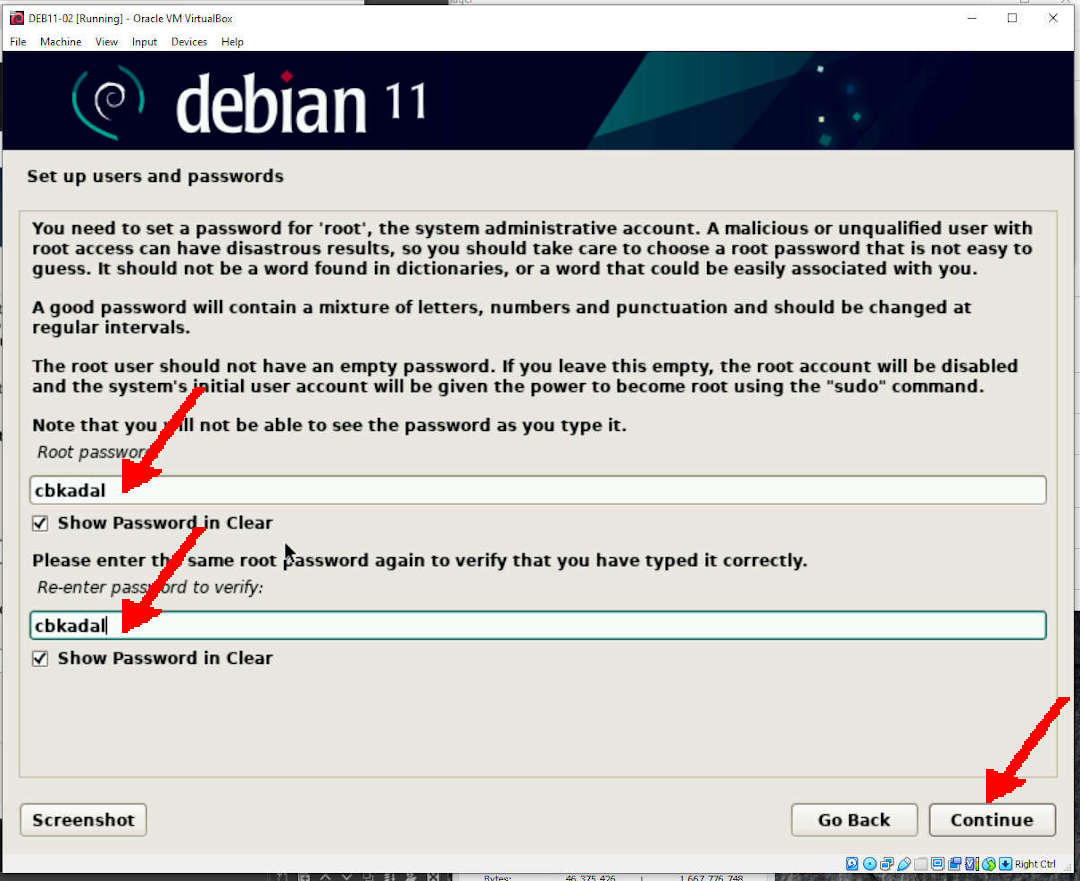 DEB11-02 [Running] - Oracle VM VirtualBox
File Machine View Input Devices Help
debian 11
Set up users and passwords
You need to set a password for 'root', the system administrative account. A malicious or unqualified user with
root access can have disastrous results, so you should take care to choose a root password that is not easy to
guess. It should not be a word found in dictionaries, or a word that could be easily associated with you.
A good password will contain a mixture of letters, numbers and punctuation and should be changed at
regular intervals.
The root user should not have an empty password. If you leave this empty, the root account will be disabled
and the system's initial user account will be given the power to become root using the "sudo" command.
Note that you will not be able to see the password as you type it.
Root password:
cbkadal
Show Password in Clear
Please enter the same root password again to verify that you have typed it correctly.
Re-enter password to verify:
cbkadal
Show Password in Clear
Screenshot
Go Back
Continue
Right Ctrl
Bytes: 46,375,426 1,667,776,748